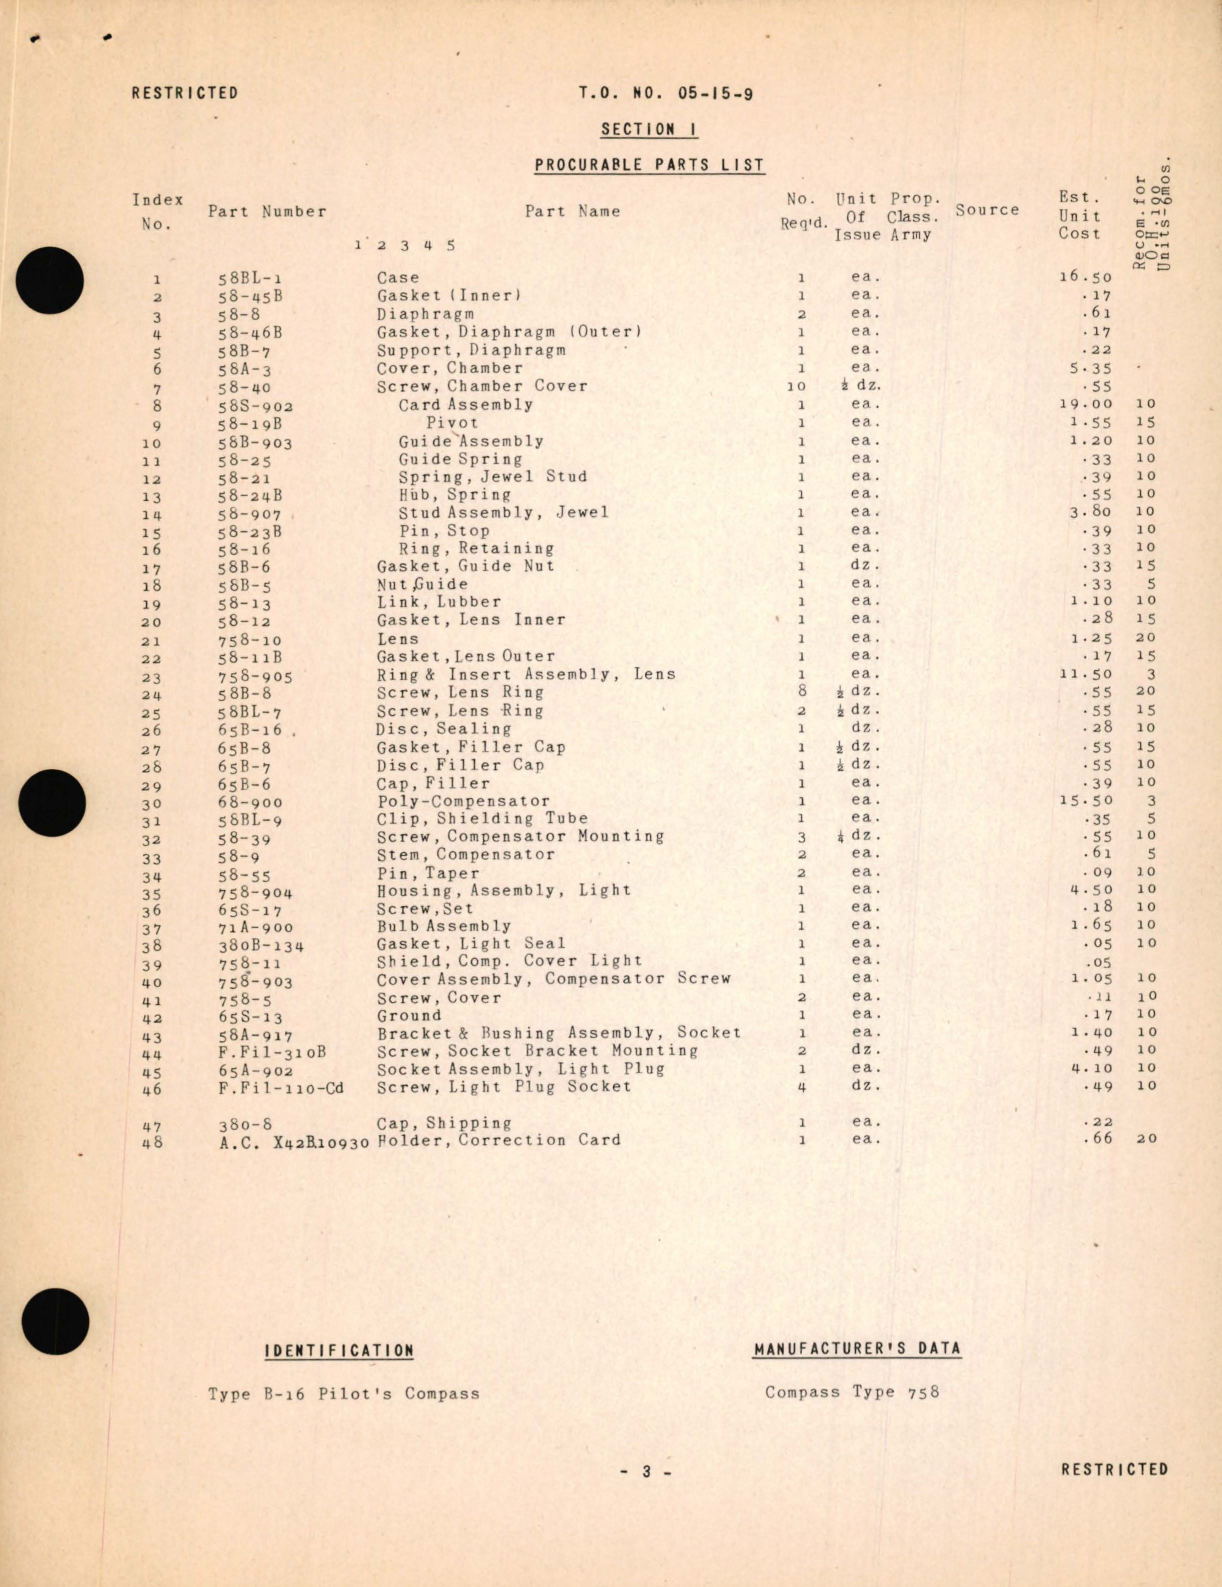 RESTRICTED T.O. NO. 05-15-9
SECTION I
PROCURABLE PARTS LIST
Index No. Part Number Part Name No. Req'd. Unit Of Issue Prop. Class. Army Source Est. Unit Cost Recom. for O.H. - 100 Units-6mos.
1 2 3 4 5
1 58BL-1 Case 1 ea. 16.50
2 58-45B Gasket (Inner) 1 ea. .17
3 58-8 Diaphragm 2 ea. .61
4 58-46B Gasket, Diaphragm (Outer) 1 ea. .17
5 58B-7 Support, Diaphragm 1 ea. .22
6 58A-3 Cover, Chamber 1 ea. 5.35
7 58-40 Screw, Chamber Cover 10 ½ dz. .55
8 58S-902 Card Assembly 1 ea. 19.00 10
9 58-19B Pivot 1 ea. 1.55 15
10 58B-903 Guide Assembly 1 ea. 1.20 10
11 58-25 Guide Spring 1 ea. .33 10
12 58-21 Spring, Jewel Stud 1 ea. .39 10
13 58-24B Hub, Spring 1 ea. .55 10
14 58-907 Stud Assembly, Jewel 1 ea. 3.80 10
15 58-23B Pin, Stop 1 ea. .39 10
16 58-16 Ring, Retaining 1 ea. .33 10
17 58B-6 Gasket, Guide Nut 1 dz. .33 15
18 58B-5 Nut,Guide 1 ea. .33 5
19 58-13 Link, Lubber 1 ea. 1.10 10
20 58-12 Gasket, Lens Inner 1 ea. .28 15
21 758-10 Lens 1 ea. 1.25 20
22 58-11B Gasket, Lens Outer 1 ea. .17 15
23 758-905 Ring & Insert Assembly, Lens 1 ea. 11.50 3
24 58B-8 Screw, Lens Ring 8 ½ dz. .55 20
25 58BL-7 Screw, Lens Ring 2 ½ dz. .55 15
26 65B-16 Disc, Sealing 1 dz. .28 10
27 65B-8 Gasket, Filler Cap 1 ½ dz. .55 15
28 65B-7 Disc, Filler Cap 1 ½ dz. .55 10
29 65B-6 Cap, Filler 1 ea. .39 10
30 68-900 Poly-Compensator 1 ea. 15.50 3
31 58BL-9 Clip, Shielding Tube 1 ea. .35 5
32 58-39 Screw, Compensator Mounting 3 ¼ dz. .55 10
33 58-9 Stem, Compensator 2 ea. .61 5
34 58-55 Pin, Taper 2 ea. .09 10
35 758-904 Housing, Assembly, Light 1 ea. 4.50 10
36 65S-17 Screw, Set 1 ea. .18 10
37 71A-900 Bulb Assembly 1 ea. 1.65 10
38 380B-134 Gasket, Light Seal 1 ea. .05 10
39 758-11 Shield, Comp. Cover Light 1 ea. .05
40 758-903 Cover Assembly, Compensator Screw 1 ea. 1.05 10
41 758-5 Screw, Cover 2 ea. .11 10
42 65S-13 Ground 1 ea. .17 10
43 58A-917 Bracket & Bushing Assembly, Socket 1 ea. 1.40 10
44 F.Fil-310B Screw, Socket Bracket Mounting 2 dz. .49 10
45 65A-902 Socket Assembly, Light Plug 1 ea. 4.10 10
46 F.Fil-110-Cd Screw, Light Plug Socket 4 dz. .49 10
47 380-8 Cap, Shipping 1 ea. .22
48 A.C. X42B10930 Holder, Correction Card 1 ea. .66 20
IDENTIFICATION MANUFACTURER'S DATA
Type B-16 Pilot's Compass Compass Type 758
- 3 - RESTRICTED